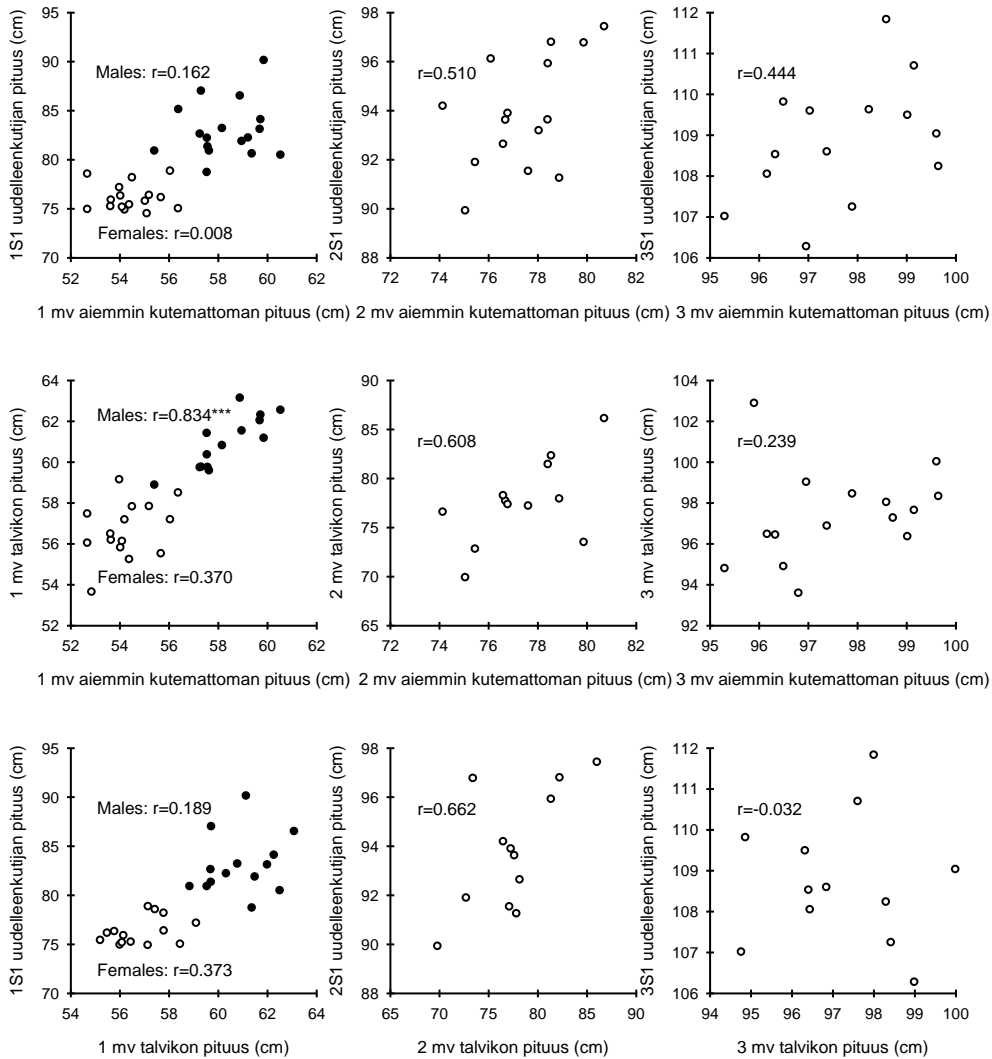 95
90
85
80
75
70
52 54 56 58 60 62
1S1 uudelleenkutijan pituus (cm)
Males: r=0.162
Females: r=0.008
1 mv aiemmin kutemattoman pituus (cm)
98
96
94
92
90
88
72 74 76 78 80 82
2S1 uudelleenkutijan pituus (cm)
r=0.510
2 mv aiemmin kutemattoman pituus (cm)
112
111
110
109
108
107
106
95 96 97 98 99 100
3S1 uudelleenkutijan pituus (cm)
r=0.444
3 mv aiemmin kutemattoman pituus (cm)
64
62
60
58
56
54
52
52 54 56 58 60 62
1 mv talvikon pituus (cm)
Males: r=0.834***
Females: r=0.370
1 mv aiemmin kutemattoman pituus (cm)
90
85
80
75
70
65
72 74 76 78 80 82
2 mv talvikon pituus (cm)
r=0.608
2 mv aiemmin kutemattoman pituus (cm)
104
102
100
98
96
94
92
95 96 97 98 99 100
3 mv talvikon pituus (cm)
r=0.239
3 mv aiemmin kutemattoman pituus (cm)
95
90
85
80
75
70
54 56 58 60 62 64
1S1 uudelleenkutijan pituus (cm)
Males: r=0.189
Females: r=0.373
1 mv talvikon pituus (cm)
98
96
94
92
90
88
65 70 75 80 85 90
2S1 uudelleenkutijan pituus (cm)
r=0.662
2 mv talvikon pituus (cm)
112
111
110
109
108
107
106
94 95 96 97 98 99 100
3S1 uudelleenkutijan pituus (cm)
r=-0.032
3 mv talvikon pituus (cm)